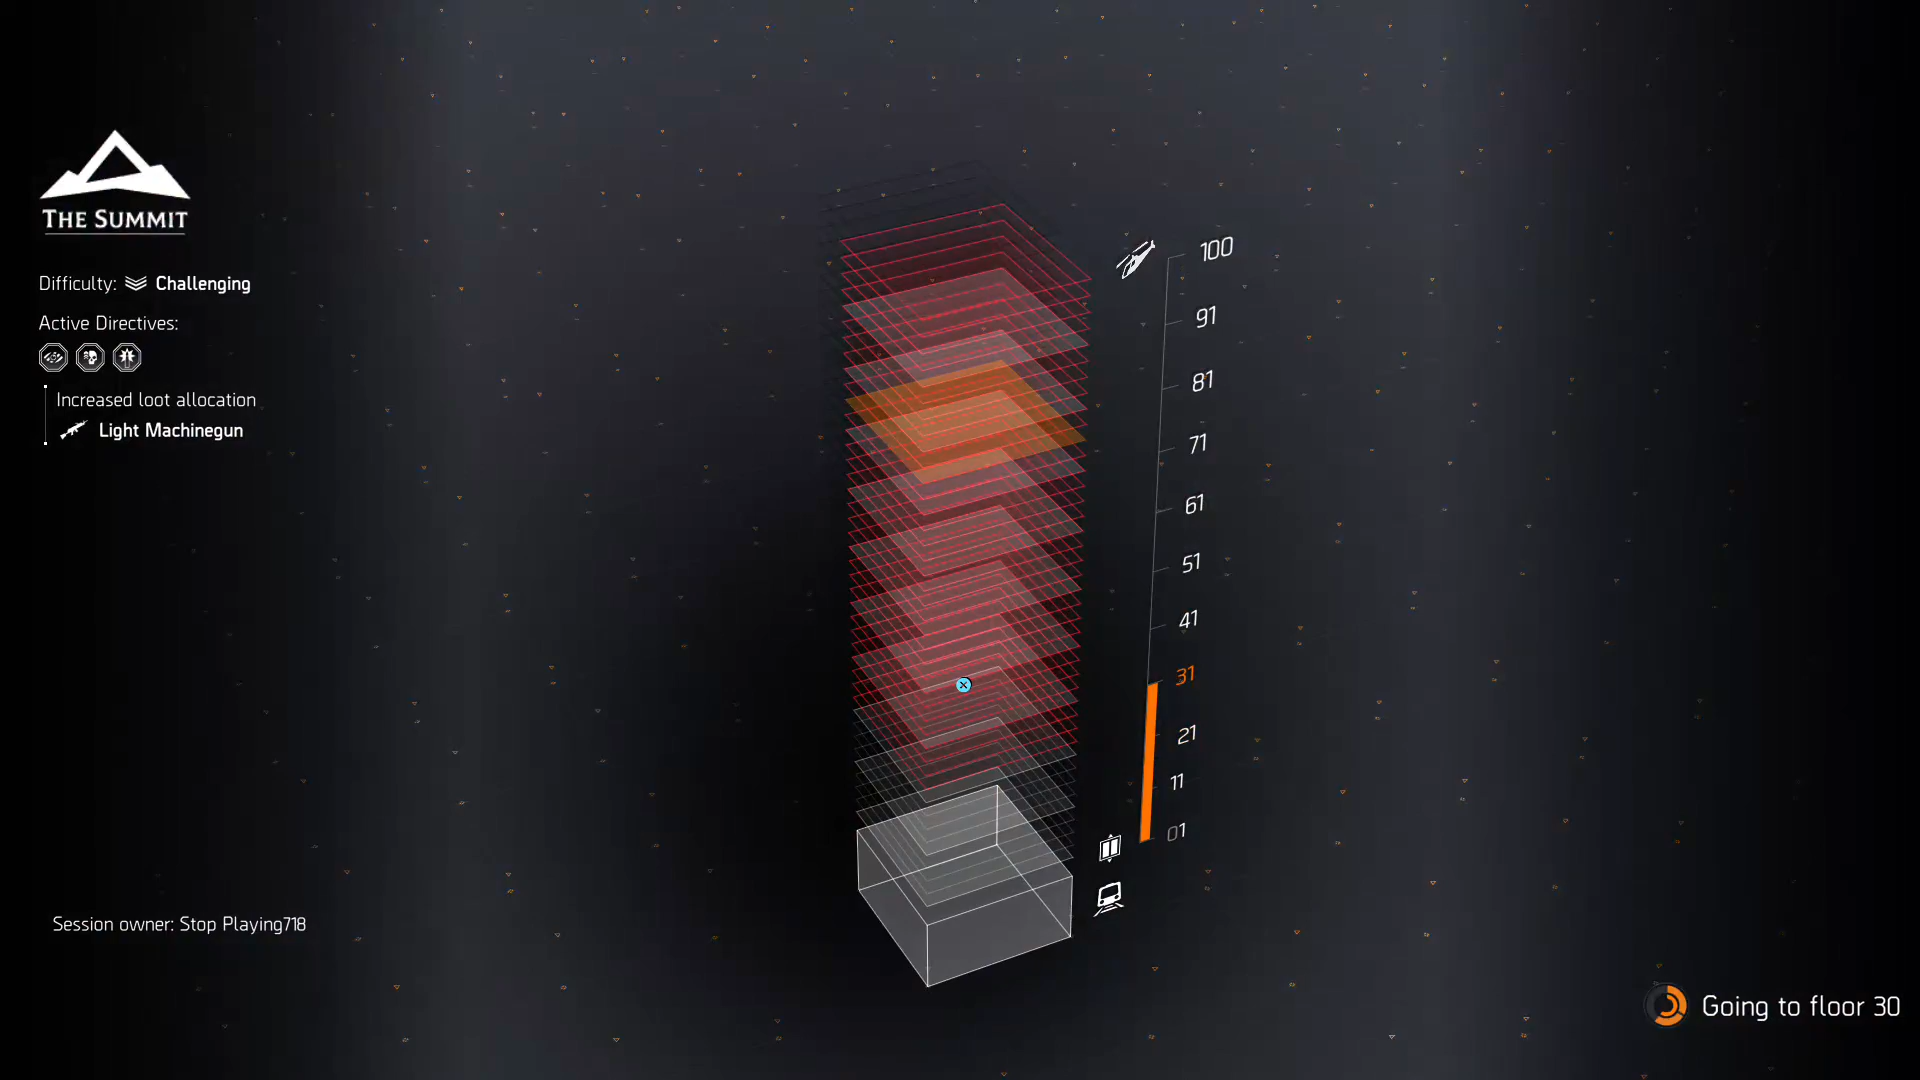 THE SUMMIT
Difficulty: Challenging
Active Directives:
Increased loot allocation
Light Machinegun
100
91
81
71
61
51
41
31
21
11
01
Session owner: Stop Playing718
Going to floor 30